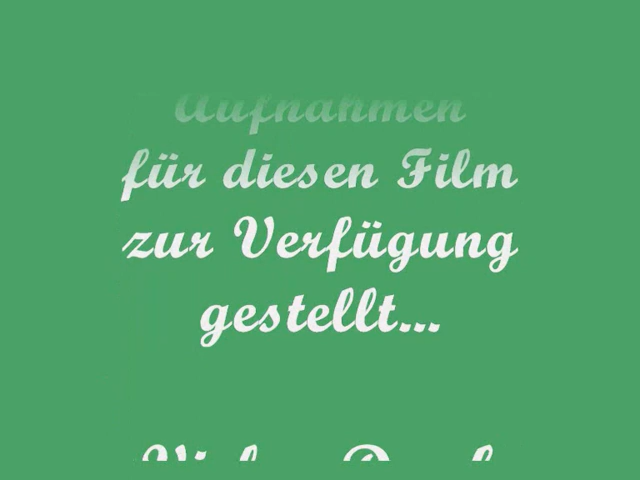 Aufnahmen
für diesen Film
zur Verfügung
gestellt...